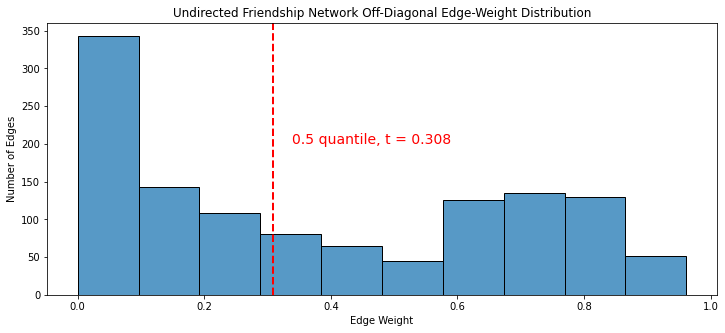 Undirected Friendship Network Off-Diagonal Edge-Weight Distribution
350
300
250
200
150
100
50
0
Number of Edges
0.5 quantile, t = 0.308
0.0 0.2 0.4 0.6 0.8 1.0
Edge Weight